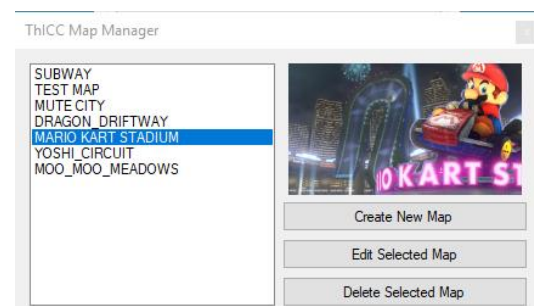 ThICC Map Manager
SUBWAY
TEST MAP
MUTE CITY
DRAGON_DRIFTWAY
MARIO KART STADIUM
YOSHI_CIRCUIT
MOO_MOO_MEADOWS
IO KART ST
Create New Map
Edit Selected Map
Delete Selected Map